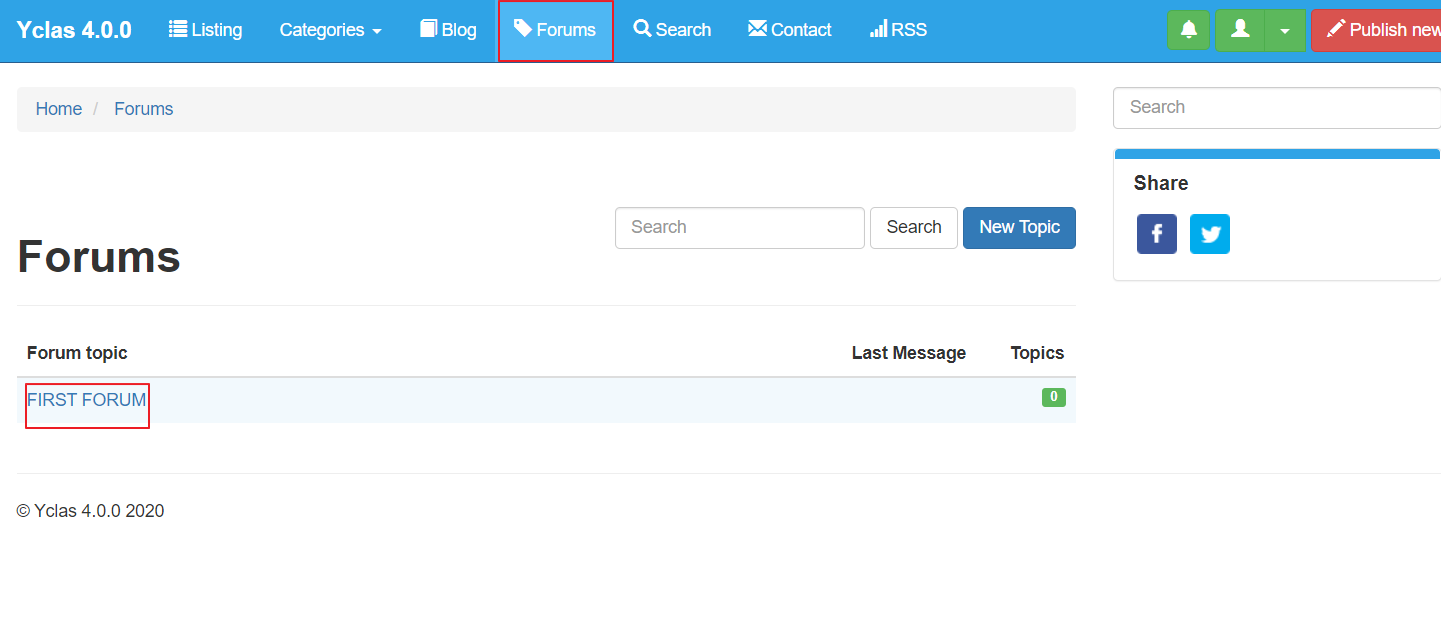 Yclas 4.0.0 Listing Categories Blog Forums Search Contact RSS Publish new
Home / Forums
Search
Share
Search Search New Topic
Forums
Forum topic Last Message Topics
FIRST FORUM 0
© Yclas 4.0.0 2020